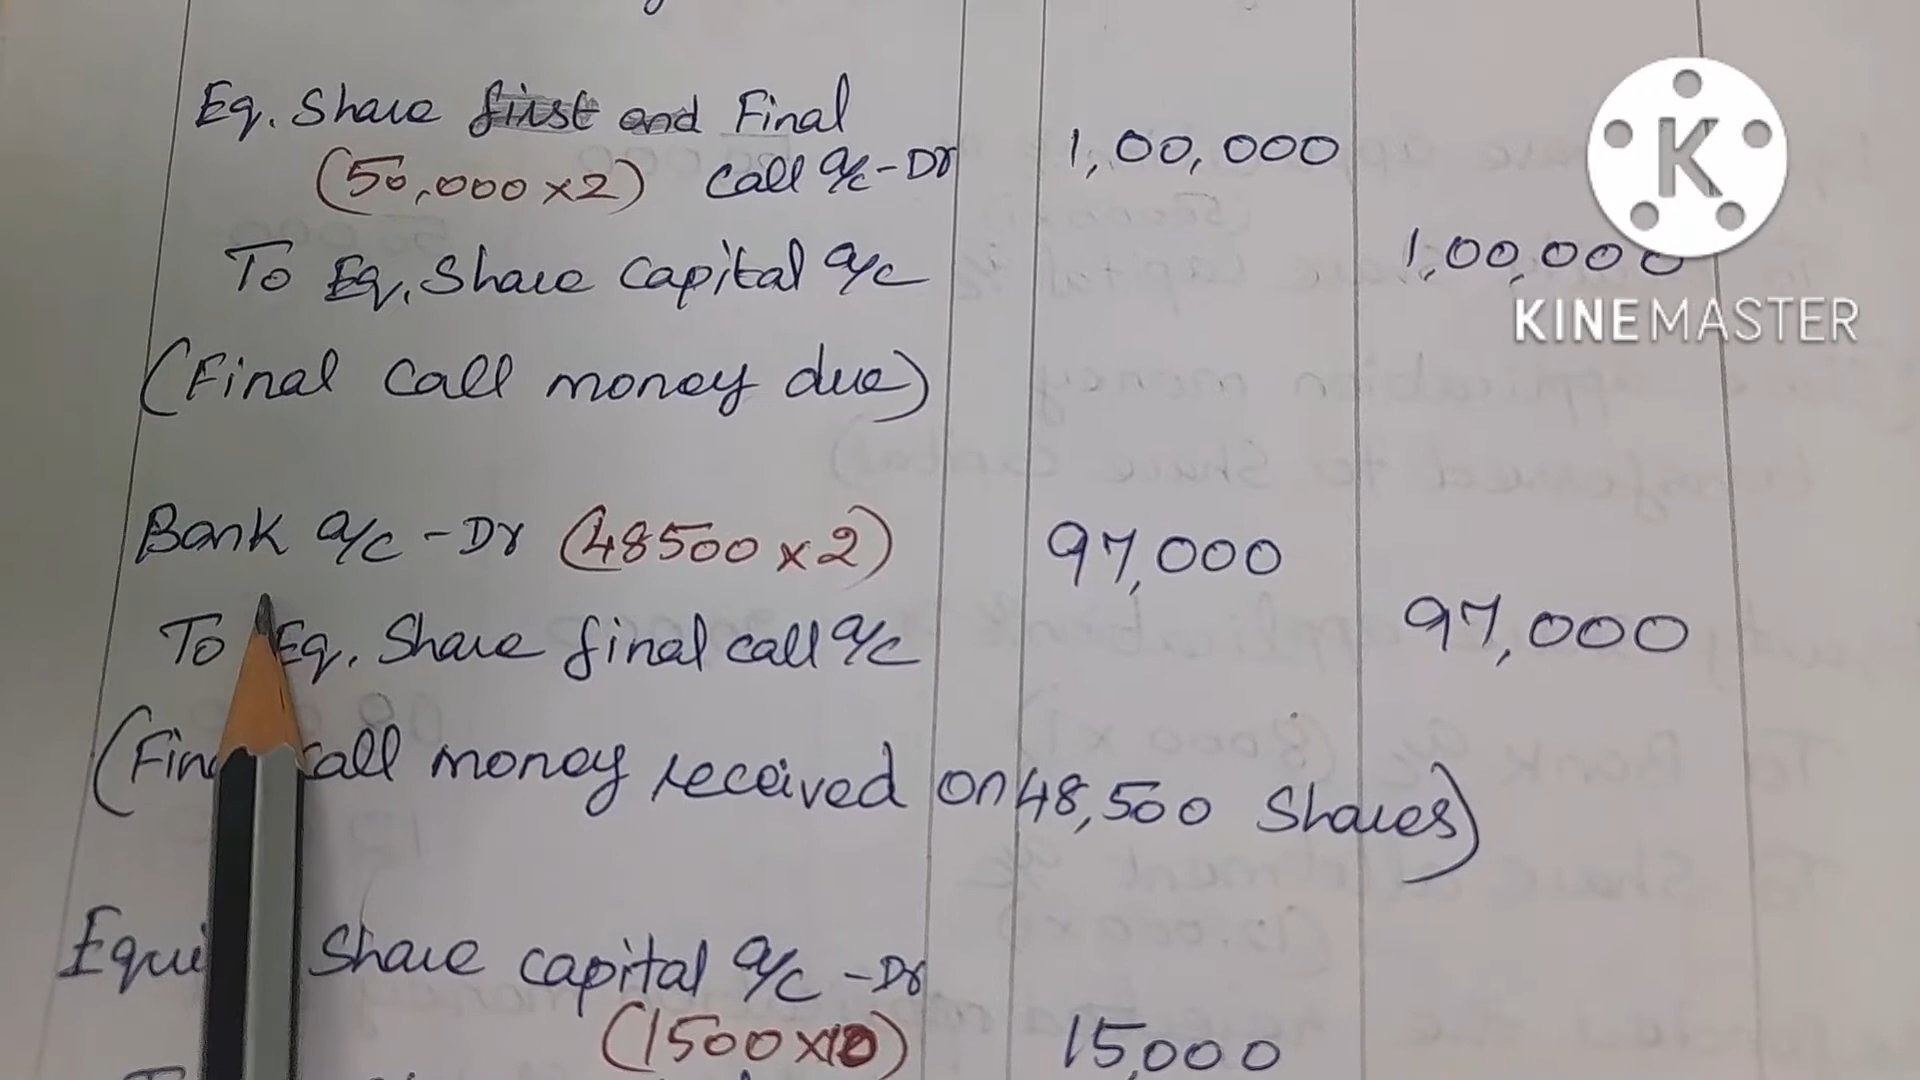 Eq. Share first and Final
(50,000 x 2) call a/c - Dr 1,00,000
To Eq. Share Capital a/c 1,00,000
(Final call money due)
Bank a/c - Dr (48500 x 2) 97,000
To Eq. Share final call a/c 97,000
(Final call money received on 48,500 Shares)
Share capital a/c - Dr
(1500 x 10) 15,000
K
KINEMASTER